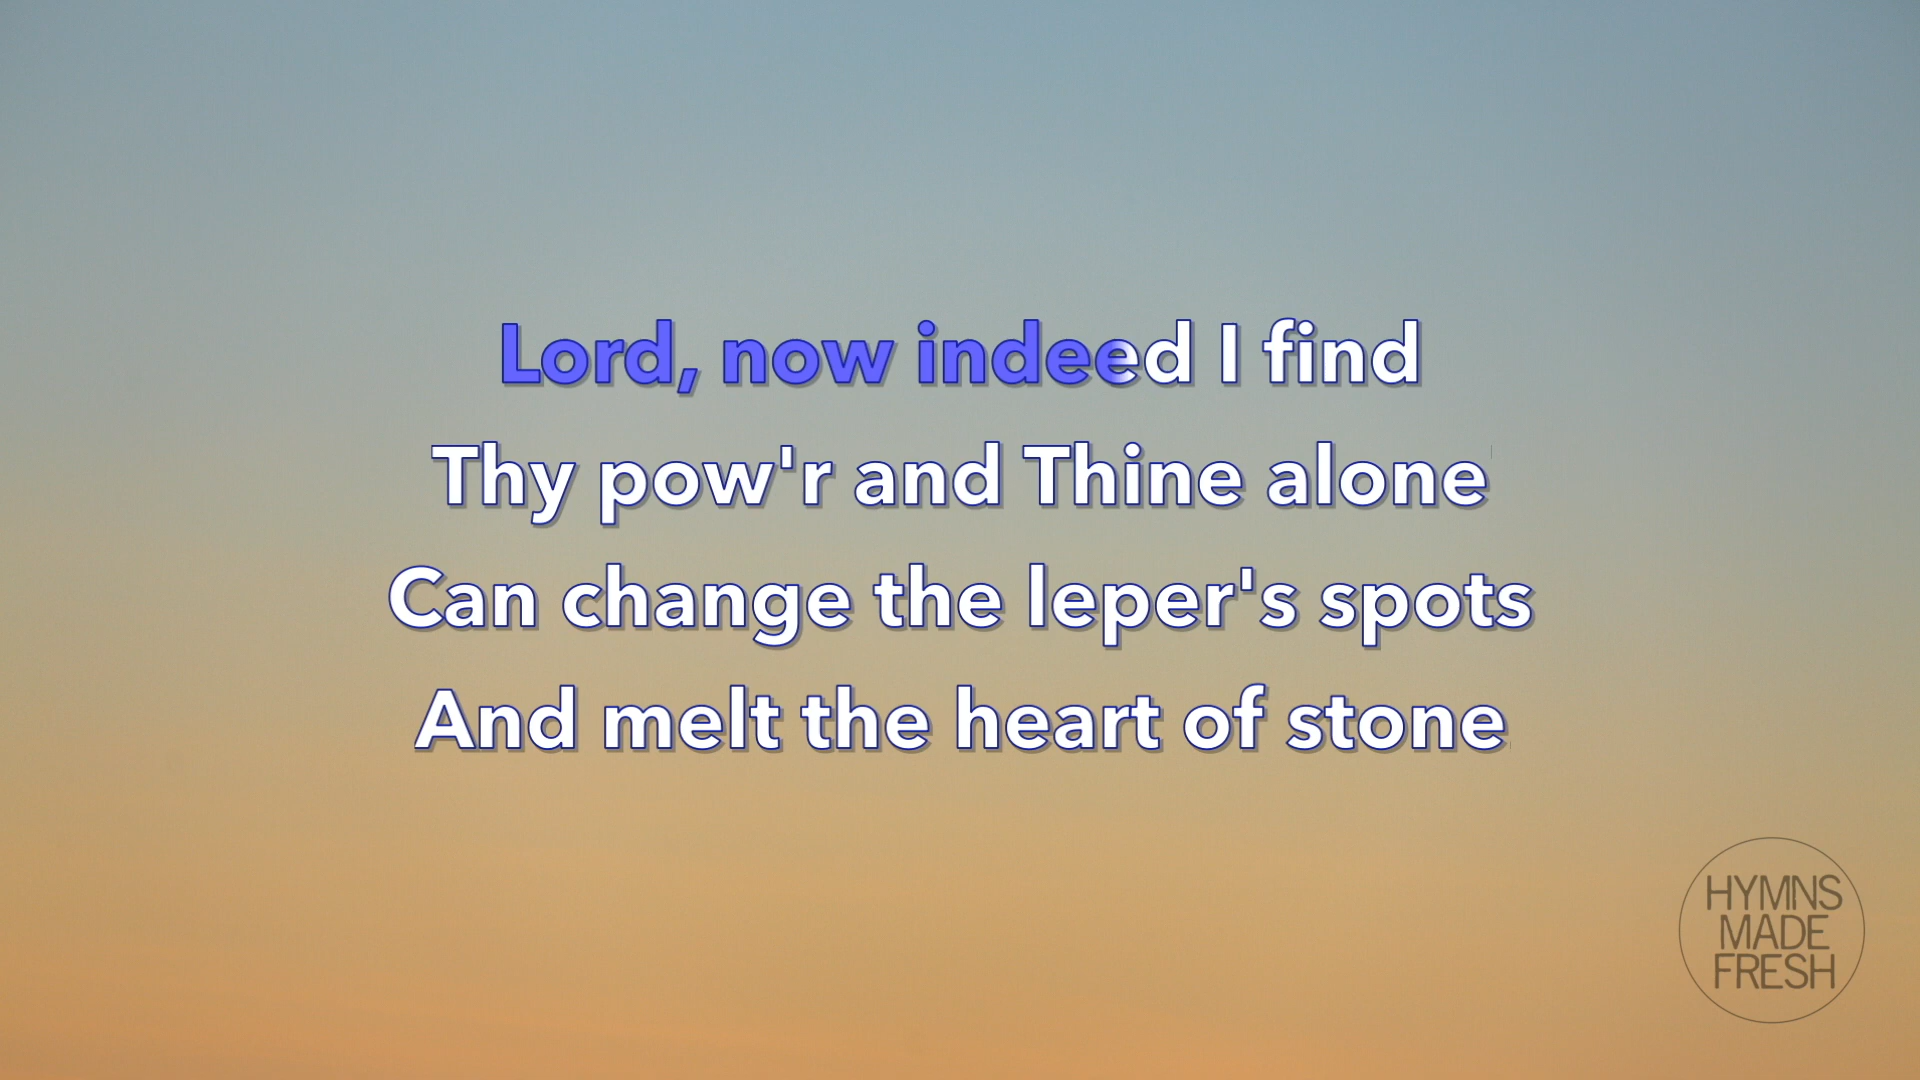 Lord, now indeed I find
Thy pow'r and Thine alone
Can change the leper's spots
And melt the heart of stone
HYMNS
MADE
FRESH